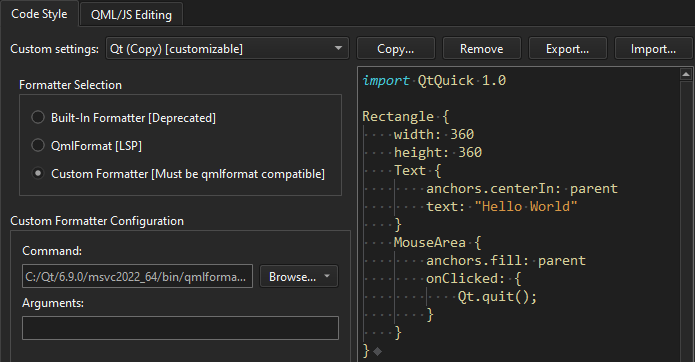 Code Style
QML/JS Editing
Custom settings:
Qt (Copy) [customizable]
Copy...
Remove
Export...
Import...
Formatter Selection
Built-In Formatter [Deprecated]
QmlFormat [LSP]
Custom Formatter [Must be qmlformat compatible]
Custom Formatter Configuration
Command:
C:/Qt/6.9.0/msvc2022_64/bin/qmlforma...
Browse...
Arguments:
import QtQuick 1.0
Rectangle {
    width: 360
    height: 360
    Text {
        anchors.centerIn: parent
        text: "Hello World"
    }
    MouseArea {
        anchors.fill: parent
        onClicked: {
            Qt.quit();
        }
    }
}